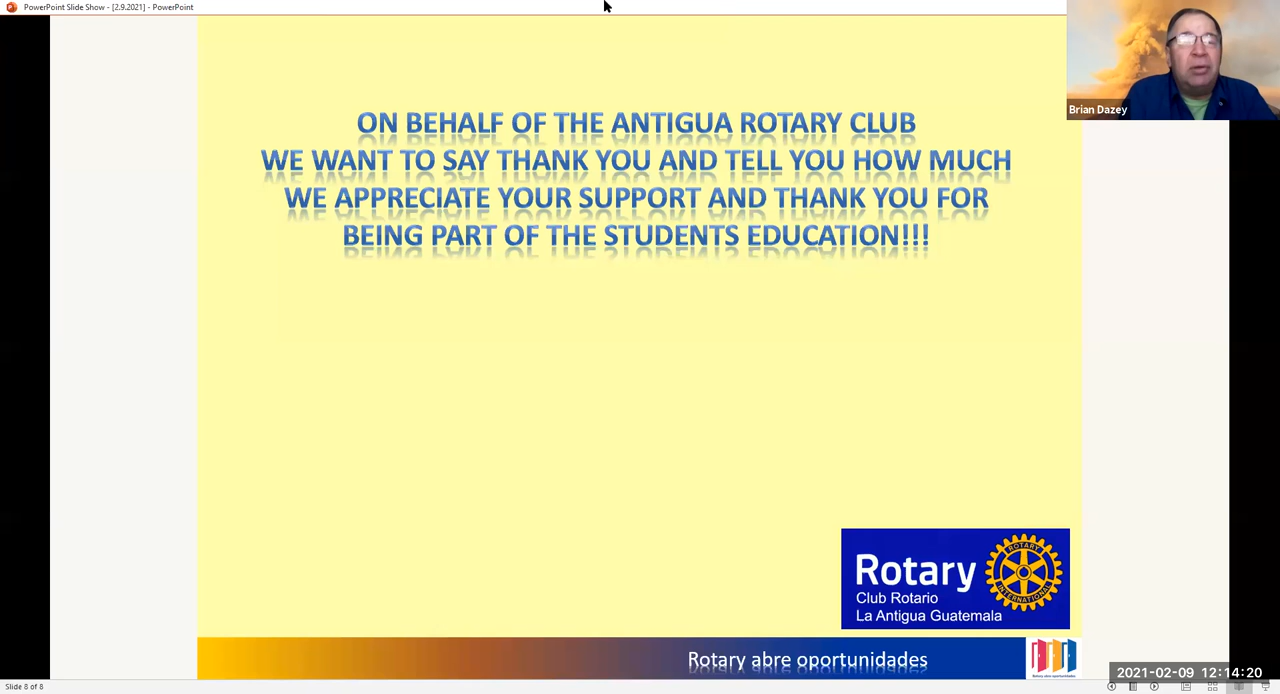 PowerPoint Slide Show - [2.9.2021] - PowerPoint
Brian Dazey
ON BEHALF OF THE ANTIGUA ROTARY CLUB
WE WANT TO SAY THANK YOU AND TELL YOU HOW MUCH
WE APPRECIATE YOUR SUPPORT AND THANK YOU FOR
BEING PART OF THE STUDENTS EDUCATION!!!
Rotary
Club Rotario
La Antigua Guatemala
ROTARY
INTERNATIONAL
Rotary abre oportunidades
Rotary abre oportunidades
2021-02-09 12:14:20
Slide 8 of 8